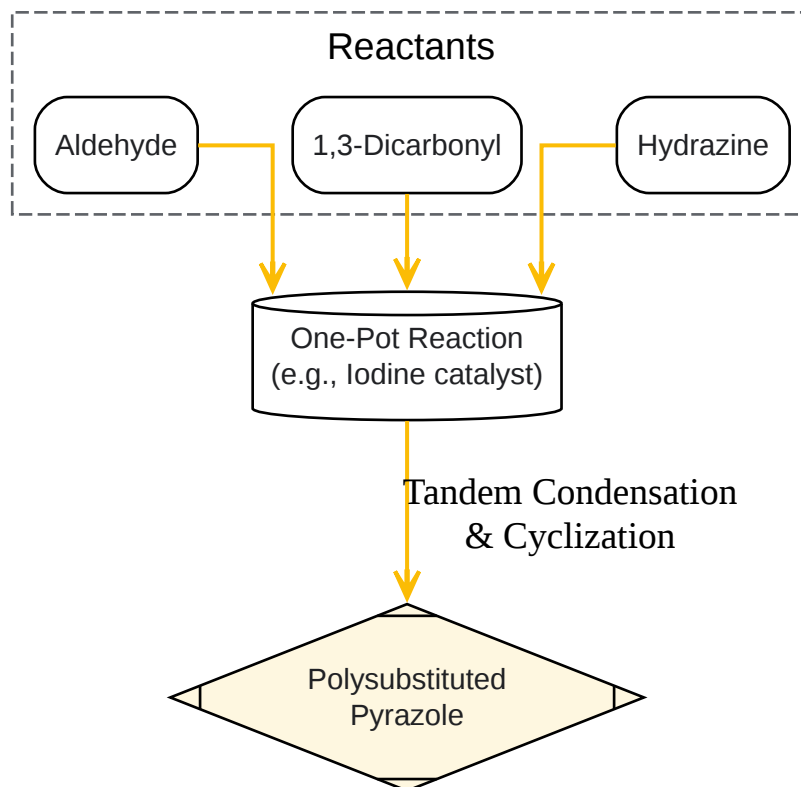 Reactants
Aldehyde
1,3-Dicarbonyl
Hydrazine
One-Pot Reaction
(e.g., Iodine catalyst)
Tandem Condensation
& Cyclization
Polysubstituted
Pyrazole